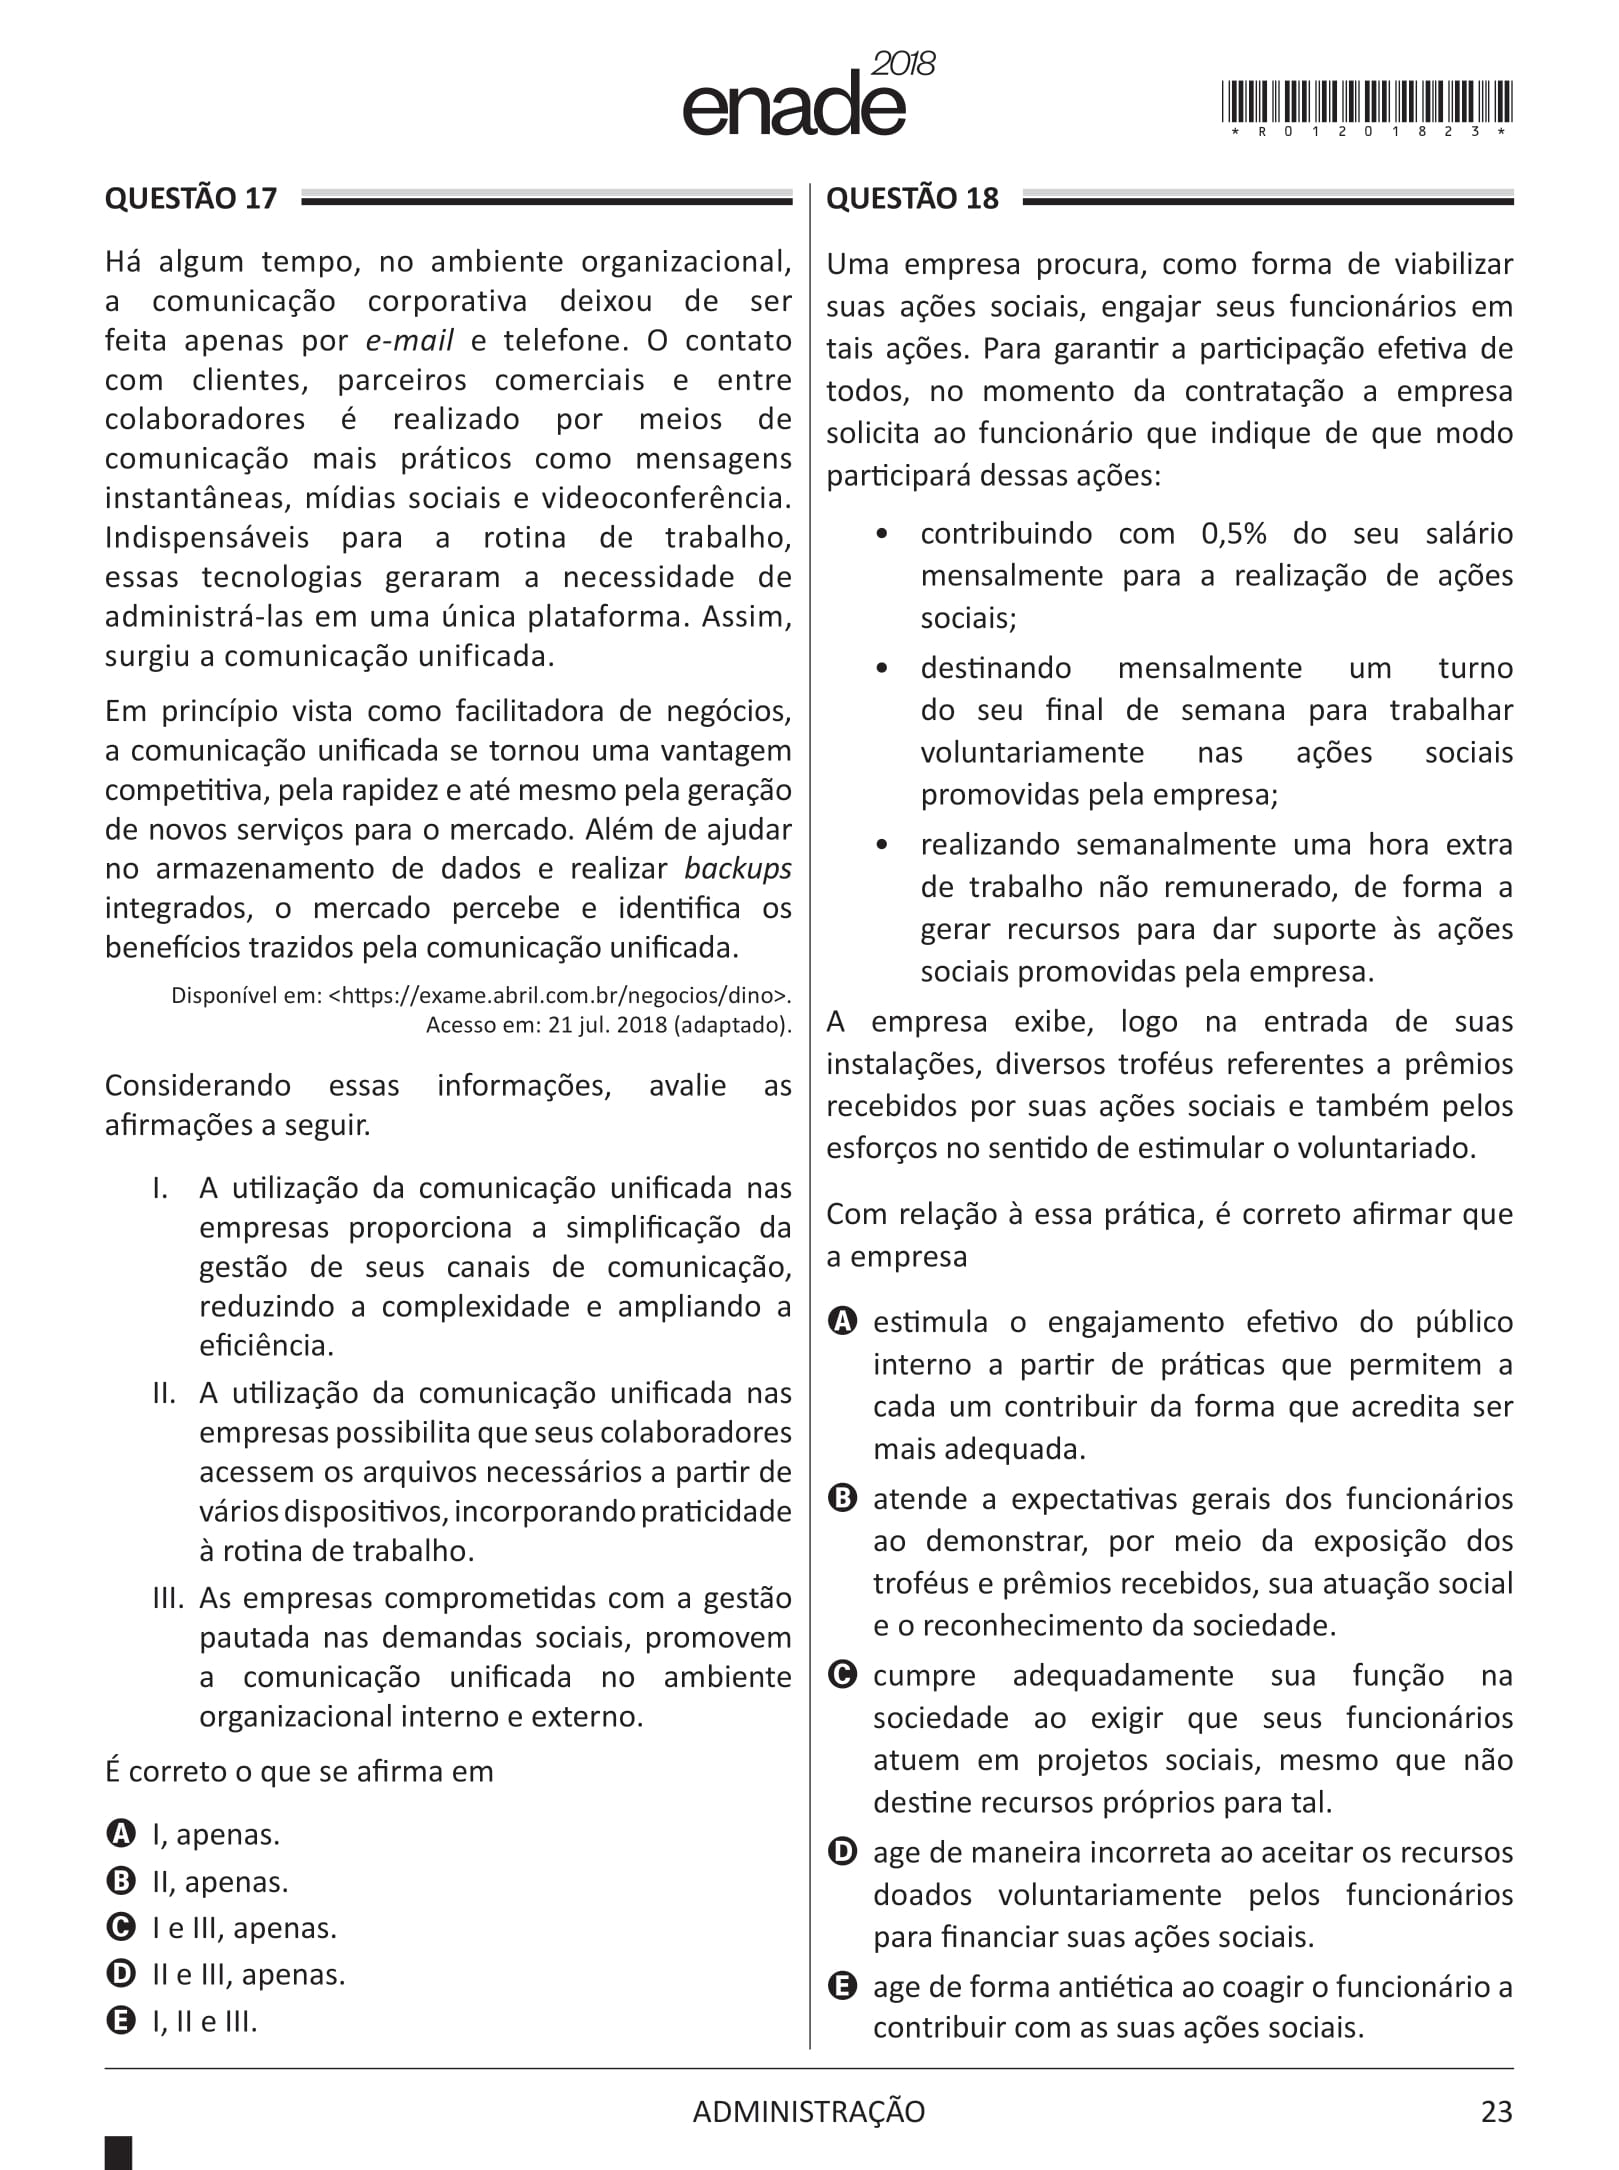 enade 2018
*R01201823*
QUESTÃO 17
Há algum tempo, no ambiente organizacional,
a comunicação corporativa deixou de ser
feita apenas por e-mail e telefone. O contato
com clientes, parceiros comerciais e entre
colaboradores é realizado por meios de
comunicação mais práticos como mensagens
instantâneas, mídias sociais e videoconferência.
Indispensáveis para a rotina de trabalho,
essas tecnologias geraram a necessidade de
administrá-las em uma única plataforma. Assim,
surgiu a comunicação unificada.
Em princípio vista como facilitadora de negócios,
a comunicação unificada se tornou uma vantagem
competitiva, pela rapidez e até mesmo pela geração
de novos serviços para o mercado. Além de ajudar
no armazenamento de dados e realizar backups
integrados, o mercado percebe e identifica os
benefícios trazidos pela comunicação unificada.
Disponível em: <https://exame.abril.com.br/negocios/dino>.
Acesso em: 21 jul. 2018 (adaptado).
Considerando essas informações, avalie as
afirmações a seguir.
I. A utilização da comunicação unificada nas
empresas proporciona a simplificação da
gestão de seus canais de comunicação,
reduzindo a complexidade e ampliando a
eficiência.
II. A utilização da comunicação unificada nas
empresas possibilita que seus colaboradores
acessem os arquivos necessários a partir de
vários dispositivos, incorporando praticidade
à rotina de trabalho.
III. As empresas comprometidas com a gestão
pautada nas demandas sociais, promovem
a comunicação unificada no ambiente
organizacional interno e externo.
É correto o que se afirma em
A I, apenas.
B II, apenas.
C I e III, apenas.
D II e III, apenas.
E I, II e III.
QUESTÃO 18
Uma empresa procura, como forma de viabilizar
suas ações sociais, engajar seus funcionários em
tais ações. Para garantir a participação efetiva de
todos, no momento da contratação a empresa
solicita ao funcionário que indique de que modo
participará dessas ações:
• contribuindo com 0,5% do seu salário
mensalmente para a realização de ações
sociais;
• destinando mensalmente um turno
do seu final de semana para trabalhar
voluntariamente nas ações sociais
promovidas pela empresa;
• realizando semanalmente uma hora extra
de trabalho não remunerado, de forma a
gerar recursos para dar suporte às ações
sociais promovidas pela empresa.
A empresa exibe, logo na entrada de suas
instalações, diversos troféus referentes a prêmios
recebidos por suas ações sociais e também pelos
esforços no sentido de estimular o voluntariado.
Com relação à essa prática, é correto afirmar que
a empresa
A estimula o engajamento efetivo do público
interno a partir de práticas que permitem a
cada um contribuir da forma que acredita ser
mais adequada.
B atende a expectativas gerais dos funcionários
ao demonstrar, por meio da exposição dos
troféus e prêmios recebidos, sua atuação social
e o reconhecimento da sociedade.
C cumpre adequadamente sua função na
sociedade ao exigir que seus funcionários
atuem em projetos sociais, mesmo que não
destine recursos próprios para tal.
D age de maneira incorreta ao aceitar os recursos
doados voluntariamente pelos funcionários
para financiar suas ações sociais.
E age de forma antiética ao coagir o funcionário a
contribuir com as suas ações sociais.
ADMINISTRAÇÃO
23